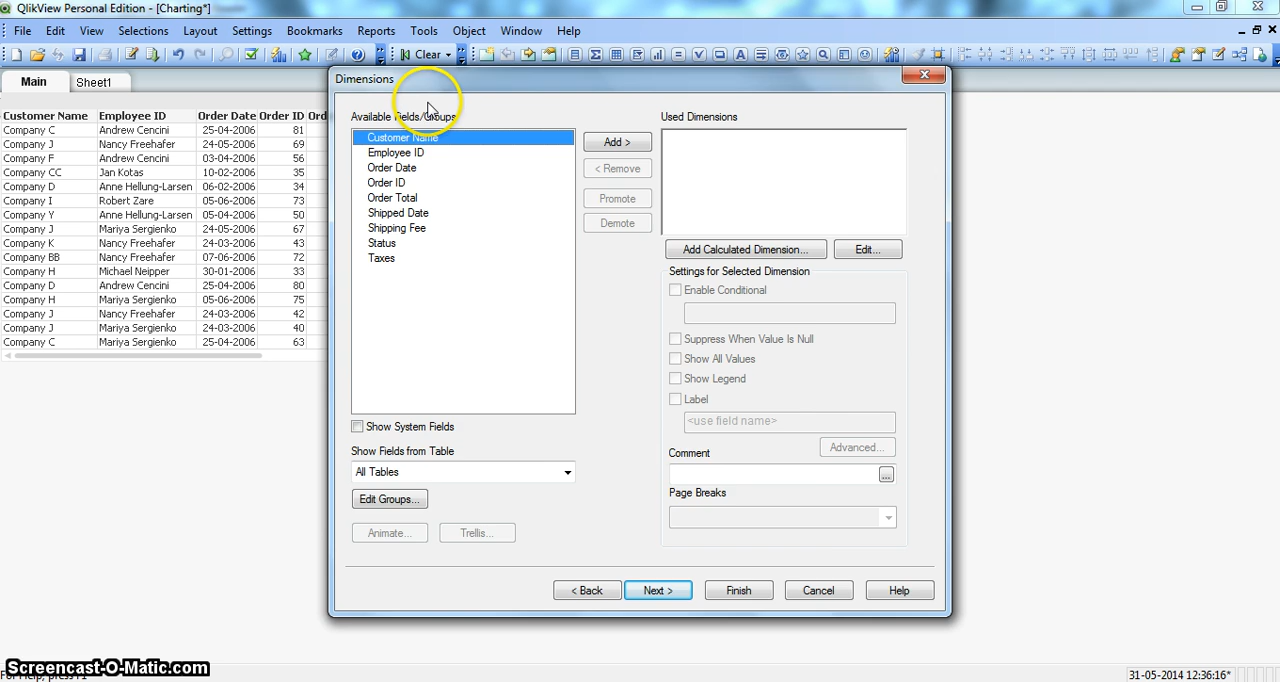 QlikView Personal Edition - [Charting*]
File Edit View Selections Layout Settings Bookmarks Reports Tools Object Window Help
Clear
Main Sheet1
Dimensions
Customer Name Employee ID Order Date Order ID Ord
Company C Andrew Cencini 25-04-2006 81
Company J Nancy Freehafer 24-05-2006 69
Company F Andrew Cencini 03-04-2006 56
Company CC Jan Kotas 10-02-2006 35
Company D Anne Hellung-Larsen 06-02-2006 34
Company I Robert Zare 05-06-2006 73
Company Y Anne Hellung-Larsen 05-04-2006 50
Company J Mariya Sergienko 24-05-2006 67
Company K Nancy Freehafer 24-03-2006 43
Company BB Nancy Freehafer 07-06-2006 72
Company H Michael Neipper 30-01-2006 33
Company D Andrew Cencini 25-04-2006 80
Company H Mariya Sergienko 05-06-2006 75
Company J Nancy Freehafer 24-03-2006 42
Company J Mariya Sergienko 24-03-2006 40
Company C Mariya Sergienko 25-04-2006 63
Available Fields/Groups
Customer Name
Employee ID
Order Date
Order ID
Order Total
Shipped Date
Shipping Fee
Status
Taxes
Show System Fields
Show Fields from Table
All Tables
Edit Groups...
Animate... Trellis...
Add >
< Remove
Promote
Demote
Used Dimensions
Add Calculated Dimension... Edit...
Settings for Selected Dimension
Enable Conditional
Suppress When Value Is Null
Show All Values
Show Legend
Label
<use field name>
Advanced...
Comment
...
Page Breaks
< Back Next > Finish Cancel Help
Screencast-O-Matic.com
For Help, press F1
31-05-2014 12:36:16*